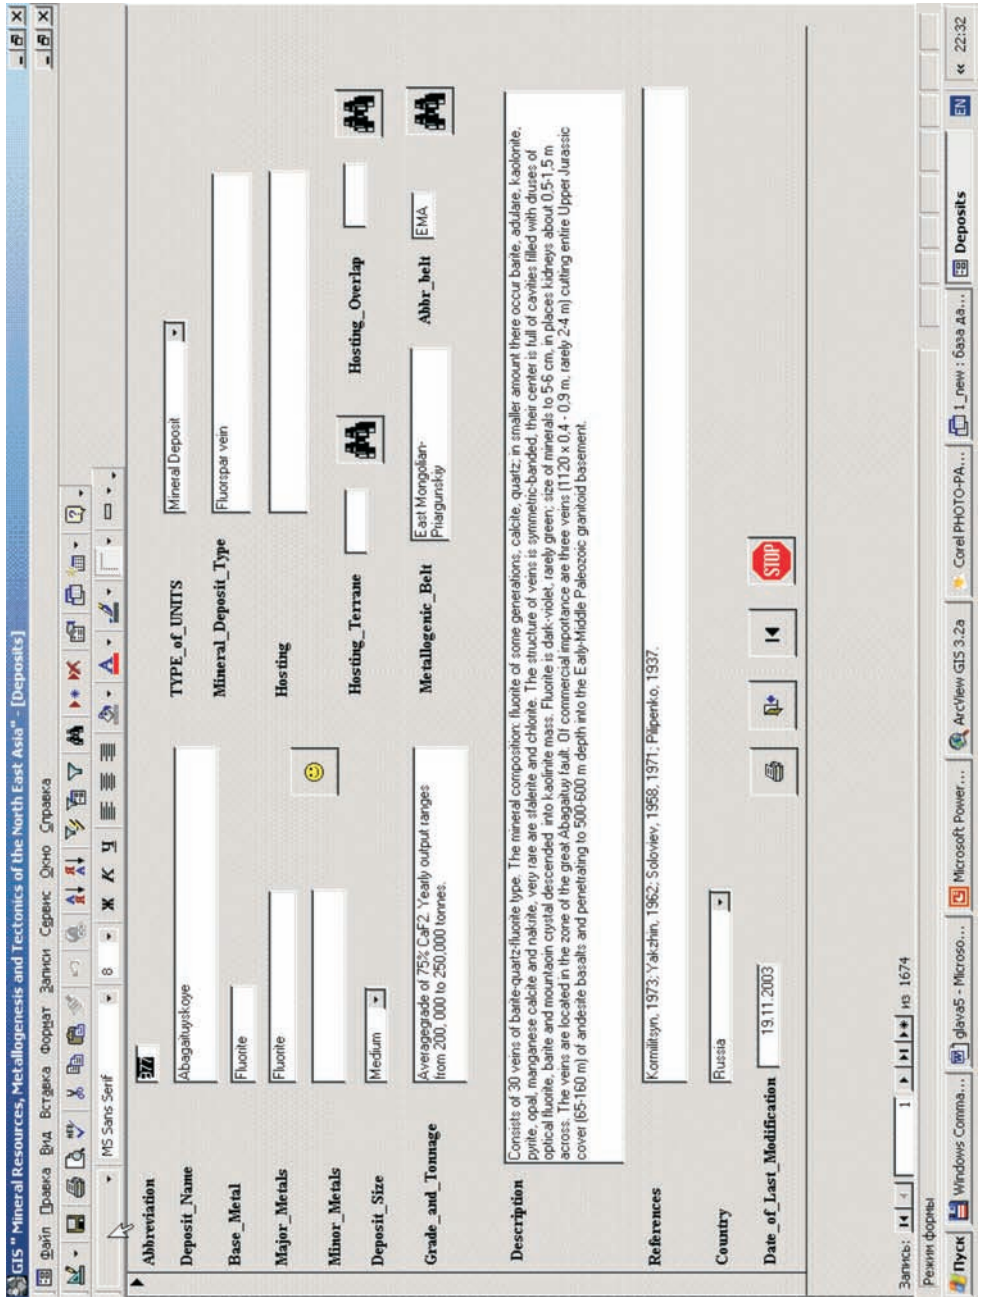 GIS "Mineral Resources, Metallogenesis and Tectonics of the North East Asia" - [Deposits]
Файл Правка Вид Вставка Формат Записи Сервис Окно Справка
MS Sans Serif 8 Ж К Ч
Abbreviation 177
Deposit_Name Abagaituyskoye TYPE_of_UNITS Mineral Deposit
Base_Metal Fluorite Mineral_Deposit_Type Fluorspar vein
Major_Metals Fluorite Hosting
Minor_Metals
Deposit_Size Medium Hosting_Terrane Hosting_Overlap
Grade_and_Tonnage Averagegrade of 75% CaF2. Yearly output ranges
from 200, 000 to 250,000 tonnes.
Metallogenic_Belt East Mongolian-
Priargunskiy
Abbr_belt EMA
Description Consists of 30 veins of barite-quartz-fluorite type. The mineral composition: fluorite of some generations, calcite, quartz; in smaller amount there occur barite, adulare, kaolonite,
pyrite, opal, manganese calcite and nakrite, very rare are sfalerite and chlorite. The structure of veins is symmetric-banded, their center is full of cavities filled with druses of
optical fluorite, barite and mountaoin crystal descended into kaolinite mass. Fluorite is dark-violet, rarely green; size of minerals to 5-6 cm, in places kidneys about 0,5-1,5 m
across. The veins are located in the zone of the great Abagaituy fault. Of commercial importance are three veins (1120 x 0,4 - 0,9 m, rarely 2-4 m) cutting entire Upper Jurassic
cover (65-160 m) of andesite basalts and penetrating to 500-600 m depth into the Early-Middle Paleozoic granitoid basement.
References Kormilitsyn, 1973; Yakzhin, 1962; Soloviev, 1958, 1971; Pilipenko, 1937.
Country Russia
Date_of_Last_Modification 19.11.2003 STOP
Запись: 1 из 1674
Режим формы
Пуск Windows Comma... glava5 - Microso... Microsoft Power... ArcView GIS 3.2a Corel PHOTO-PA... 1_new : база да... Deposits EN « 22:32